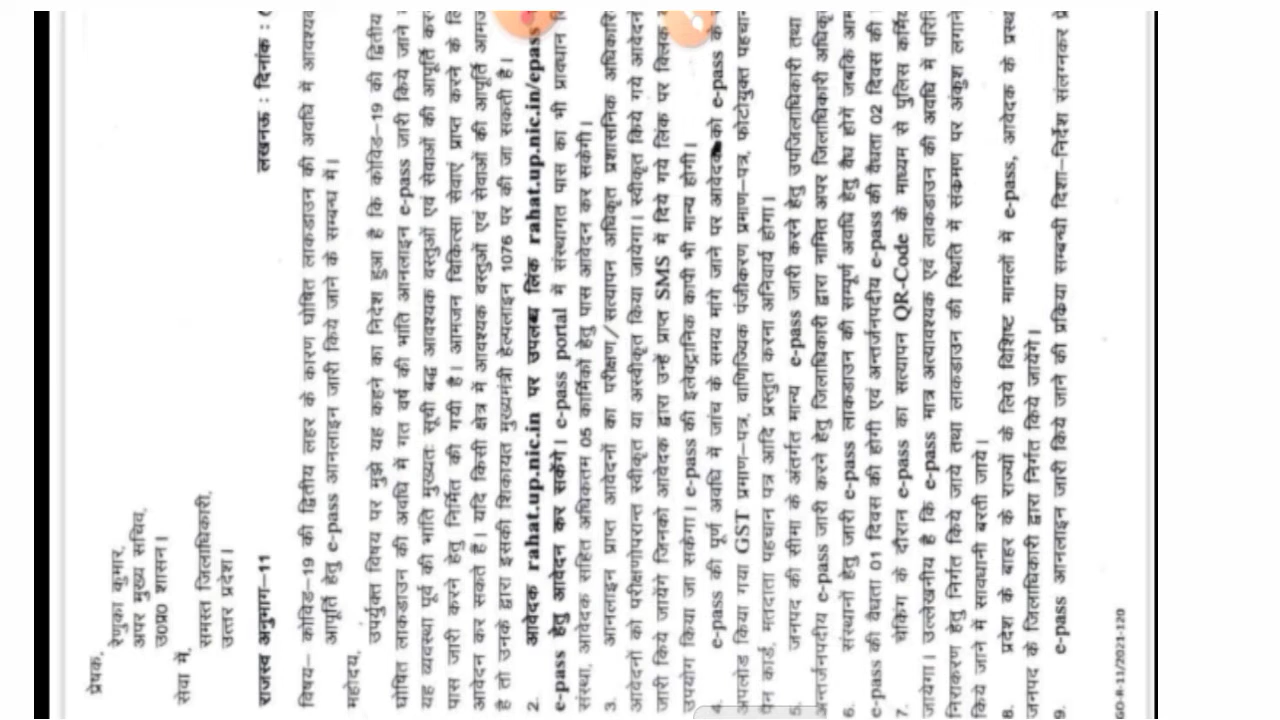 प्रेषक,
रेणुका कुमार,
अपर मुख्य सचिव,
उ0प्र0 शासन।
सेवा में,
समस्त जिलाधिकारी,
उत्तर प्रदेश।
राजस्व अनुभाग–11
लखनऊ : दिनांक :
विषय– कोविड–19 की द्वितीय लहर के कारण घोषित लाकडाउन की अवधि में
आपूर्ति हेतु e-pass आनलाइन जारी किये जाने के सम्बन्ध में।
महोदय,
उपर्युक्त विषय पर मुझे यह कहने का निदेश हुआ है कि कोविड–19 की द्वितीय
घोषित लाकडाउन की अवधि में गत वर्ष की भांति आनलाइन e-pass जारी किये जाने
यह व्यवस्था पूर्व की भांति मुख्यतः सूची बद्ध आवश्यक वस्तुओं एवं सेवाओं की आपूर्ति
पास जारी करने हेतु निर्मित की गयी है। आमजन चिकित्सा सेवाएं प्राप्त करने के
आवेदन कर सकते है। यदि किसी क्षेत्र में आवश्यक वस्तुओं एवं सेवाओं की आपूर्ति
है तो उनके द्वारा इसकी शिकायत मुख्यमंत्री हेल्पलाइन 1076 पर की जा सकती है।
2. आवेदक rahat.up.nic.in पर उपलब्ध लिंक rahat.up.nic.in/epass
e-pass हेतु आवेदन कर सकेंगे। e-pass portal में संस्थागत पास का भी प्रावधान
संस्था, आवेदक सहित अधिकतम 05 कार्मिकों हेतु पास आवेदन कर सकेगी।
3. आनलाइन प्राप्त आवेदनों का परीक्षण/सत्यापन अधिकृत प्रशासनिक
आवेदनों को परीक्षणोपरान्त स्वीकृत या अस्वीकृत किया जायेगा। स्वीकृत किये गये
जारी किये जायेंगे जिनको आवेदक द्वारा उन्हें प्राप्त SMS में दिये गये लिंक पर क्लिक
उपयोग किया जा सकेगा। e-pass की इलेक्ट्रानिक कापी भी मान्य होगी।
4. e-pass की पूर्ण अवधि में जांच के समय मांगे जाने पर आवेदक को e-pass के
अपलोड किया गया GST प्रमाण–पत्र, वाणिज्यिक पंजीकरण प्रमाण–पत्र, फोटोयुक्त
पैन कार्ड, मतदाता पहचान पत्र आदि प्रस्तुत करना अनिवार्य होगा।
5. जनपद की सीमा के अंतर्गत मान्य e-pass जारी करने हेतु उपजिलाधिकारी तथा
अन्तर्जनपदीय e-pass जारी करने हेतु जिलाधिकारी द्वारा नामित अपर जिलाधिकारी
6. संस्थानों हेतु जारी e-pass लाकडाउन की सम्पूर्ण अवधि हेतु वैध होगें जबकि
e-pass की वैधता 01 दिवस की होगी एवं अन्तर्जनपदीय e-pass की वैधता 02 दिवस की
7. चेकिंग के दौरान e-pass का सत्यापन QR-Code के माध्यम से पुलिस
जायेगा। उल्लेखनीय है कि e-pass मात्र अत्यावश्यक एवं लाकडाउन की अवधि में
निराकरण हेतु निर्गत किये जाये तथा लाकडाउन की स्थिति में संकमण पर अंकुश
किये जाने में सावधानी बरती जाये।
8. प्रदेश के बाहर के राज्यों के लिये विशिष्ट मामलों में e-pass, आवेदक के
जनपद के जिलाधिकारी द्वारा निर्गत किये जायेंगे।
9. e-pass आनलाइन जारी किये जाने की प्रकिया सम्बन्धी दिशा–निर्देश संलग्नकर
GO-R-11/2021-120